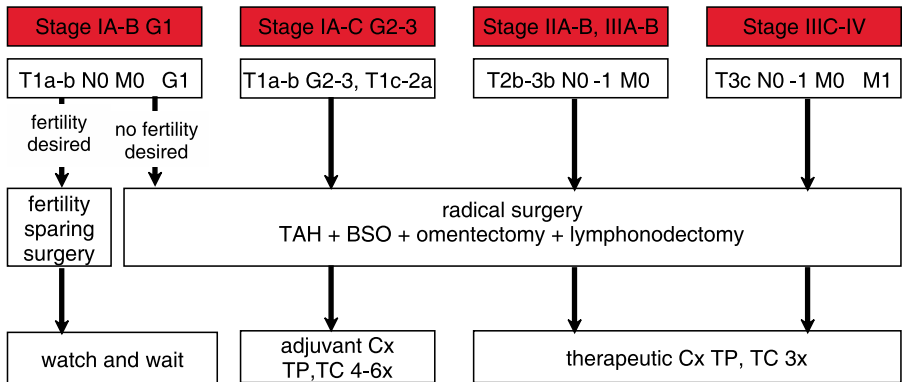 Stage IA-B G1
Stage IA-C G2-3
Stage IIA-B, IIIA-B
Stage IIIC-IV
T1a-b N0 M0 G1
T1a-b G2-3, T1c-2a
T2b-3b N0 -1 M0
T3c N0 -1 M0 M1
fertility
desired
no fertility
desired
fertility
sparing
surgery
radical surgery
TAH + BSO + omentectomy + lymphonodectomy
watch and wait
adjuvant Cx
TP,TC 4-6x
therapeutic Cx TP, TC 3x